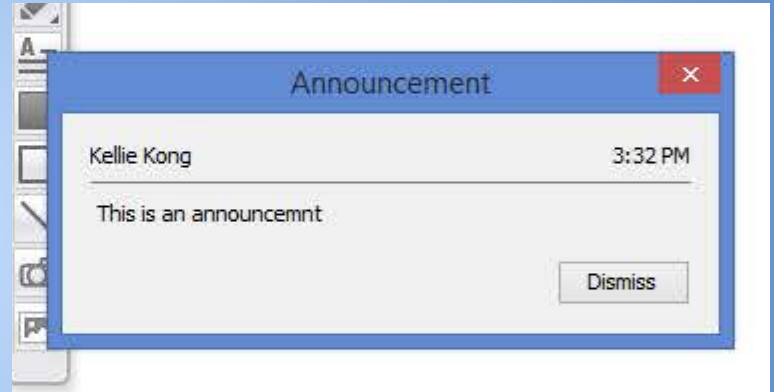 A
Announcement
Kellie Kong 3:32 PM
This is an announcemnt
Dismiss